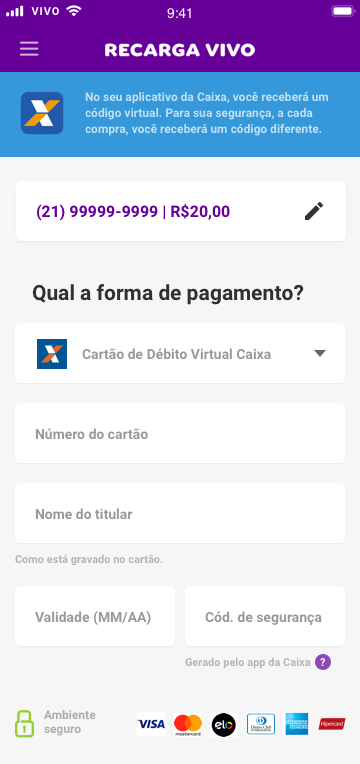 VIVO
9:41
RECARGA VIVO
No seu aplicativo da Caixa, você receberá um
código virtual. Para sua segurança, a cada
compra, você receberá um código diferente.
(21) 99999-9999 | R$20,00
Qual a forma de pagamento?
Cartão de Débito Virtual Caixa
Número do cartão
Nome do titular
Como está gravado no cartão.
Validade (MM/AA)
Cód. de segurança
Gerado pelo app da Caixa ?
Ambiente
seguro
VISA
mastercard
elo
Diners Club
Hipercard